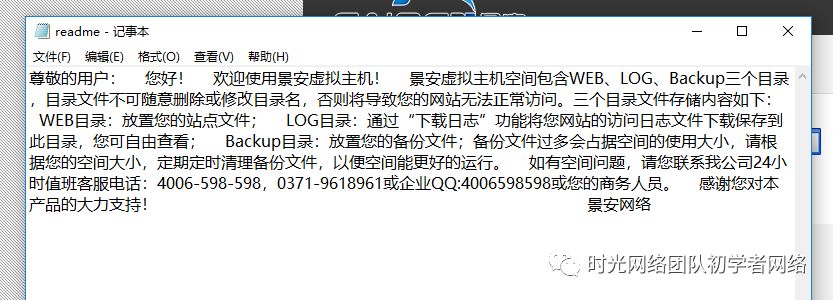 readme - 记事本
文件(F) 编辑(E) 格式(O) 查看(V) 帮助(H)
尊敬的用户： 您好！ 欢迎使用景安虚拟主机！ 景安虚拟主机空间包含WEB、LOG、Backup三个目录
，目录文件不可随意删除或修改目录名，否则将导致您的网站无法正常访问。三个目录文件存储内容如下：
WEB目录：放置您的站点文件； LOG目录：通过“下载日志”功能将您网站的访问日志文件下载保存到
此目录，您可自由查看； Backup目录：放置您的备份文件；备份文件过多会占据空间的使用大小，请根
据您的空间大小，定期定时清理备份文件，以便空间能更好的运行。 如有空间问题，请您联系我公司24小
时值班客服电话：4006-598-598，0371-9618961或企业QQ:4006598598或您的商务人员。 感谢您对本
产品的大力支持！ 景安网络
时光网络团队初学者网络